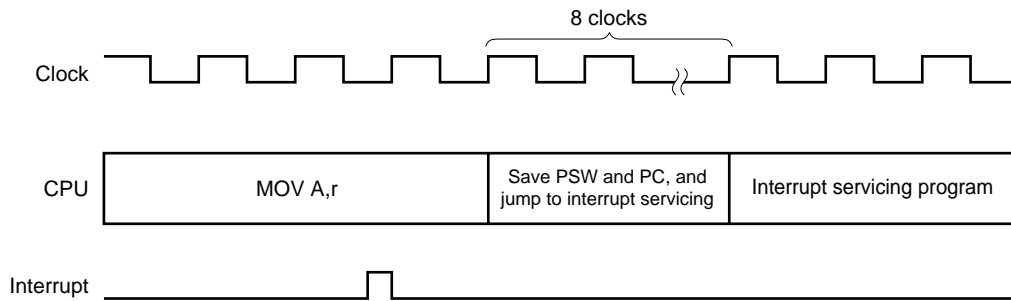 8 clocks
Clock
CPU
MOV A,r
Save PSW and PC, and
jump to interrupt servicing
Interrupt servicing program
Interrupt